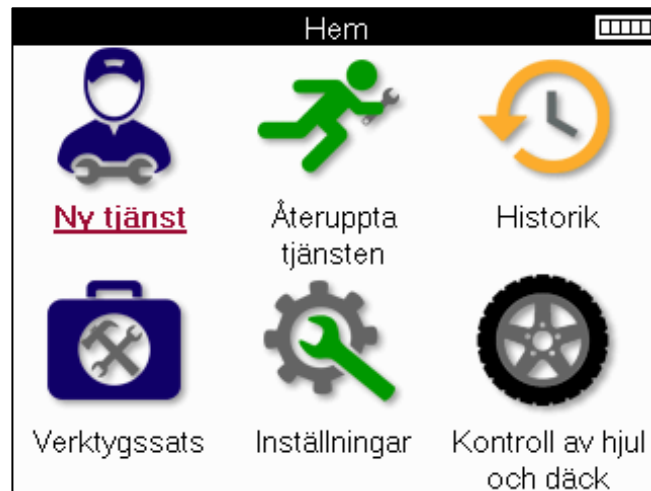 Hem
Ny tjänst
Återuppta
tjänsten
Historik
Verktygssats
Inställningar
Kontroll av hjul
och däck